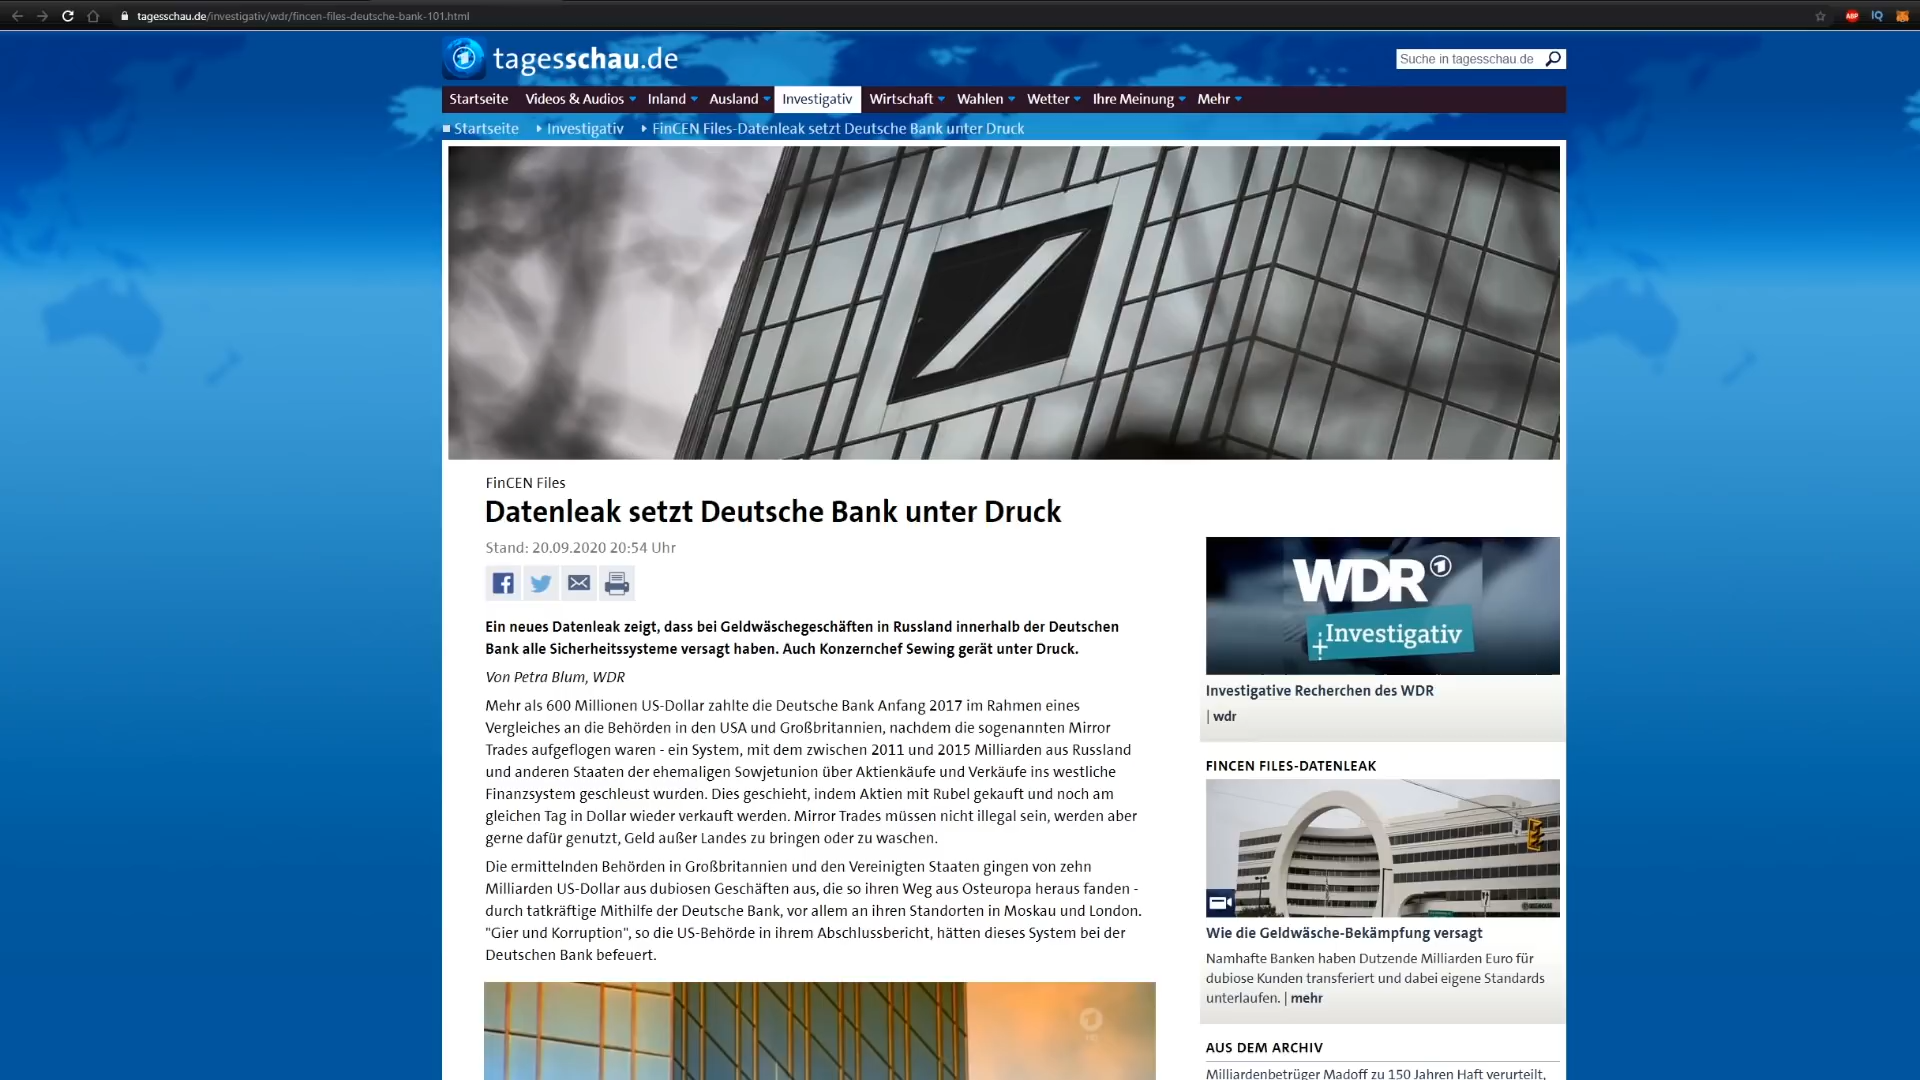 tagesschau.de/investigativ/wdr/fincen-files-deutsche-bank-101.html
ABP
IQ
tagesschau.de
Suche in tagesschau de
Startseite Videos & Audios Inland Ausland Investigativ Wirtschaft Wahlen Wetter Ihre Meinung Mehr
Startseite Investigativ FinCEN Files-Datenleak setzt Deutsche Bank unter Druck
FinCEN Files
Datenleak setzt Deutsche Bank unter Druck
Stand: 20.09.2020 20:54 Uhr
Ein neues Datenleak zeigt, dass bei Geldwäschegeschäften in Russland innerhalb der Deutschen
Bank alle Sicherheitssysteme versagt haben. Auch Konzernchef Sewing gerät unter Druck.
Von Petra Blum, WDR
Mehr als 600 Millionen US-Dollar zahlte die Deutsche Bank Anfang 2017 im Rahmen eines
Vergleiches an die Behörden in den USA und Großbritannien, nachdem die sogenannten Mirror
Trades aufgeflogen waren - ein System, mit dem zwischen 2011 und 2015 Milliarden aus Russland
und anderen Staaten der ehemaligen Sowjetunion über Aktienkäufe und Verkäufe ins westliche
Finanzsystem geschleust wurden. Dies geschieht, indem Aktien mit Rubel gekauft und noch am
gleichen Tag in Dollar wieder verkauft werden. Mirror Trades müssen nicht illegal sein, werden aber
gerne dafür genutzt, Geld außer Landes zu bringen oder zu waschen.
Die ermittelnden Behörden in Großbritannien und den Vereinigten Staaten gingen von zehn
Milliarden US-Dollar aus dubiosen Geschäften aus, die so ihren Weg aus Osteuropa heraus fanden -
durch tatkräftige Mithilfe der Deutsche Bank, vor allem an ihren Standorten in Moskau und London.
"Gier und Korruption", so die US-Behörde in ihrem Abschlussbericht, hätten dieses System bei der
Deutschen Bank befeuert.
WDR
Investigativ
Investigative Recherchen des WDR
| wdr
FINCEN FILES-DATENLEAK
Wie die Geldwäsche-Bekämpfung versagt
Namhafte Banken haben Dutzende Milliarden Euro für
dubiose Kunden transferiert und dabei eigene Standards
unterlaufen. | mehr
AUS DEM ARCHIV
Milliardenbetrüger Madoff zu 150 Jahren Haft verurteilt,